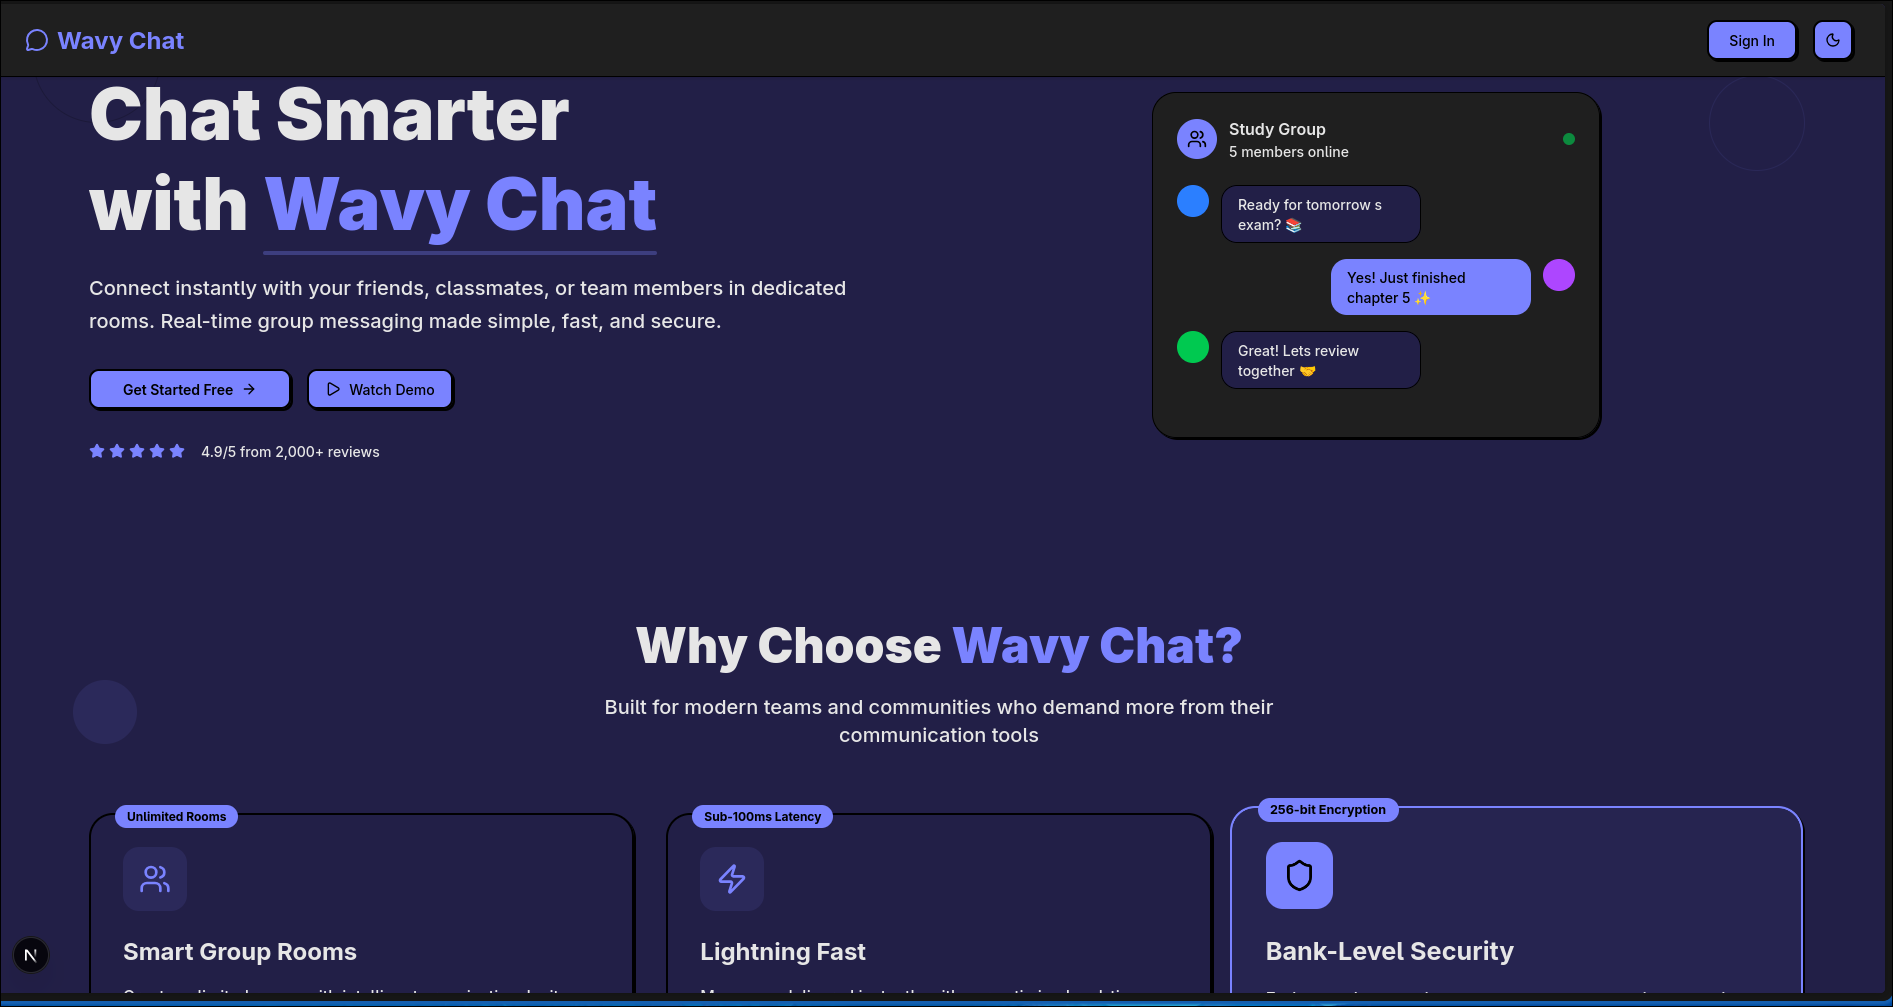 Wavy Chat
Sign In
Chat Smarter
with Wavy Chat
Connect instantly with your friends, classmates, or team members in dedicated
rooms. Real-time group messaging made simple, fast, and secure.
Get Started Free
Watch Demo
4.9/5 from 2,000+ reviews
Study Group
5 members online
Ready for tomorrow s
exam? 📚
Yes! Just finished
chapter 5 ✨
Great! Lets review
together 🤝
Why Choose Wavy Chat?
Built for modern teams and communities who demand more from their
communication tools
Unlimited Rooms
Smart Group Rooms
Sub-100ms Latency
Lightning Fast
256-bit Encryption
Bank-Level Security
N